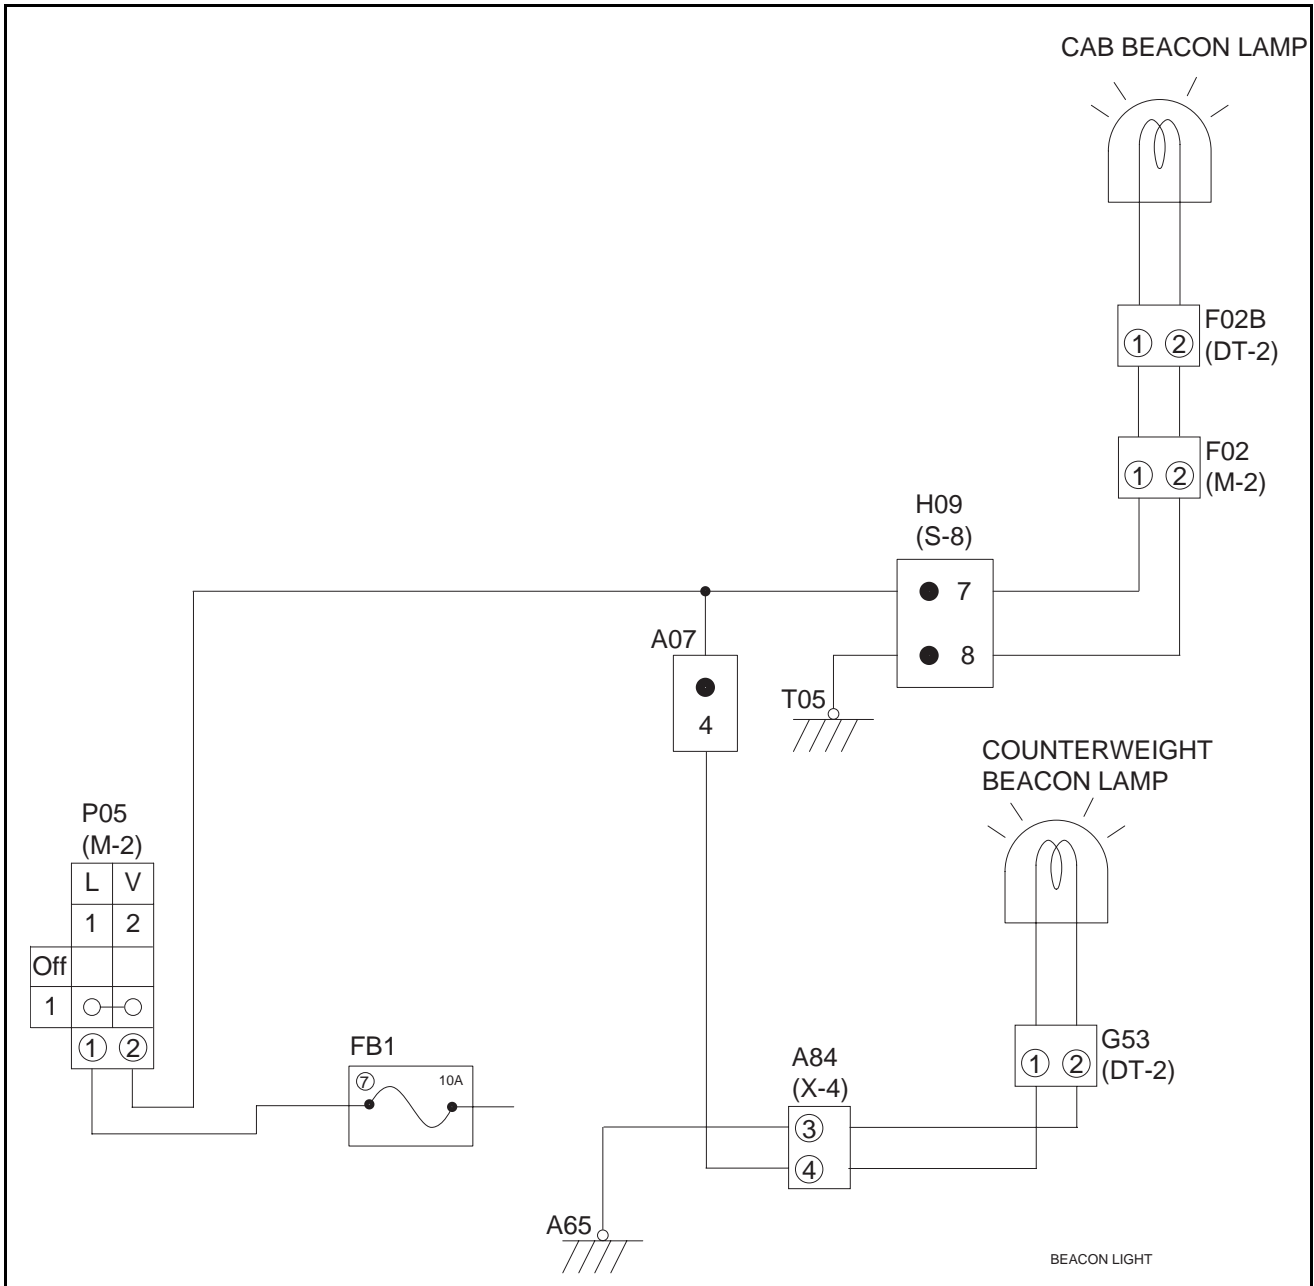 CAB BEACON LAMP
F02B
(DT-2)
1 2
F02
(M-2)
1 2
H09
(S-8)
7
8
A07
4
T05
COUNTERWEIGHT
BEACON LAMP
P05
(M-2)
L V
1 2
Off
1
1 2
FB1
7 10A
A84
(X-4)
3
4
G53
(DT-2)
1 2
A65
BEACON LIGHT